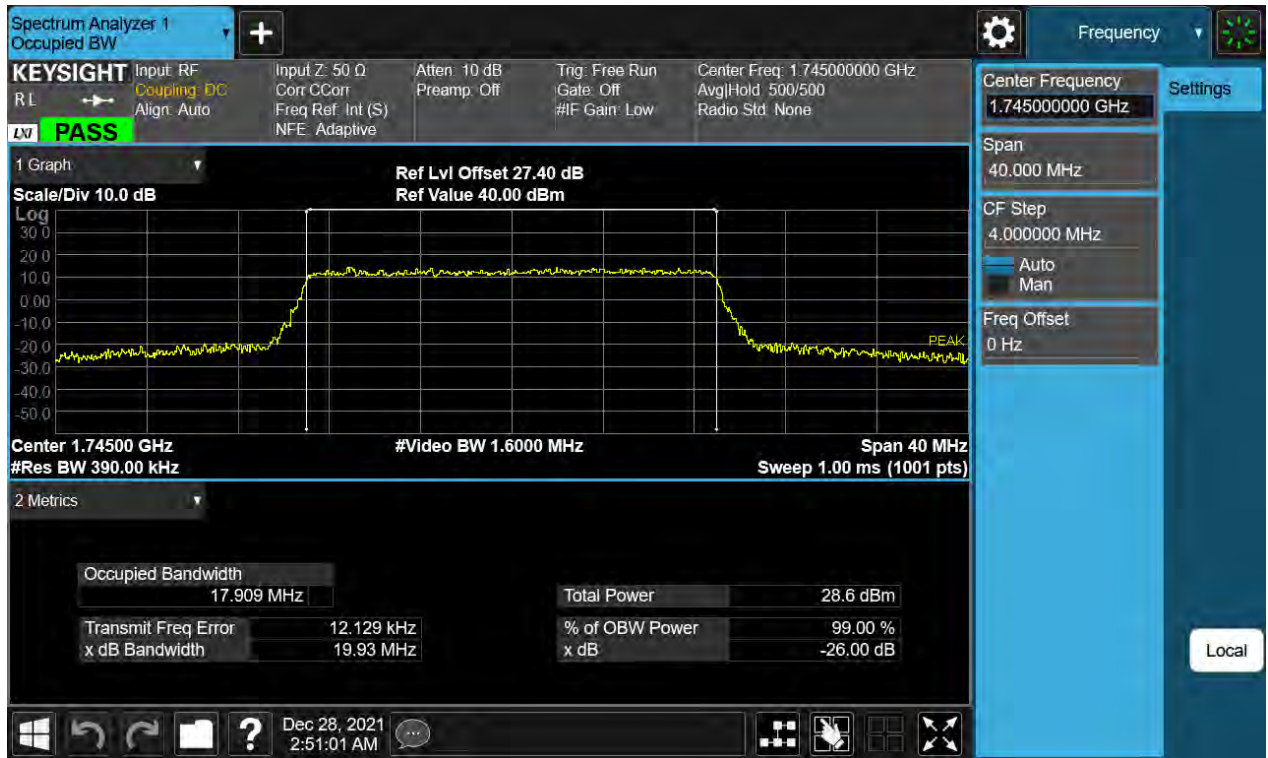 Spectrum Analyzer 1
Occupied BW
+
Frequency
KEYSIGHT
RL
LXI
PASS
Input: RF
Coupling: DC
Align: Auto
Input Z: 50 Ω
Corr CCorr
Freq Ref: Int (S)
NFE: Adaptive
Atten: 10 dB
Preamp: Off
Trig: Free Run
Gate: Off
#IF Gain: Low
Center Freq: 1.745000000 GHz
Avg|Hold: 500/500
Radio Std: None
Center Frequency
1.745000000 GHz
Settings
Span
40.000 MHz
CF Step
4.000000 MHz
Auto
Man
Freq Offset
0 Hz
Local
1 Graph
Scale/Div 10.0 dB
Ref Lvl Offset 27.40 dB
Ref Value 40.00 dBm
Log
30.0
20.0
10.0
0.00
-10.0
-20.0
-30.0
-40.0
-50.0
PEAK
Center 1.74500 GHz
#Video BW 1.6000 MHz
Span 40 MHz
#Res BW 390.00 kHz
Sweep 1.00 ms (1001 pts)
2 Metrics
Occupied Bandwidth
17.909 MHz
Total Power 28.6 dBm
Transmit Freq Error 12.129 kHz
% of OBW Power 99.00 %
x dB Bandwidth 19.93 MHz
x dB -26.00 dB
?
Dec 28, 2021
2:51:01 AM